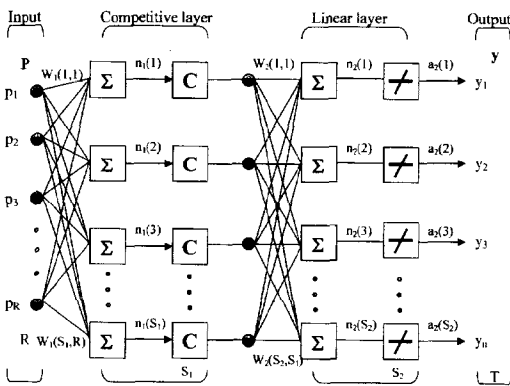 Input Competitive layer Linear layer Output
P y
W₁(1,1) n₁(1) W₂(1,1) n₂(1) a₂(1)
p₁ Σ C Σ y₁
n₁(2) n₂(2) a₂(2)
p₂ Σ C Σ y₂
p₃ n₁(3) n₂(3) a₂(3)
Σ C Σ y₃
p_R n₁(S₁) n₂(S₂) a₂(S₂)
R W₁(S₁,R) Σ C W₂(S₂,S₁) Σ yₙ
S₁ S₂ T